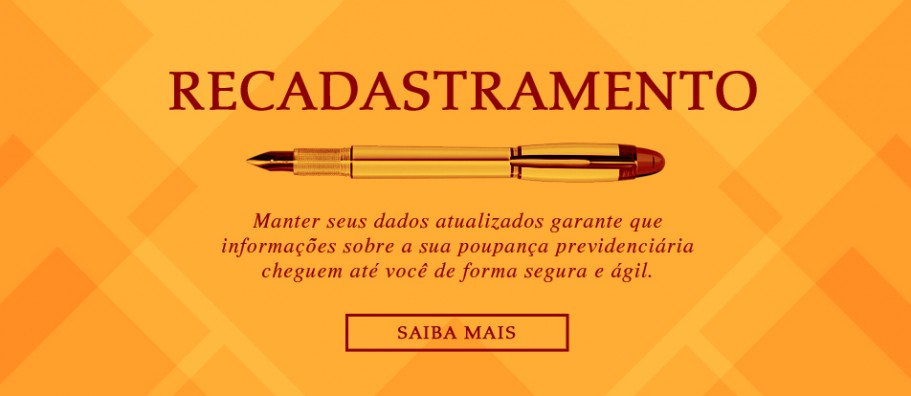 RECADASTRAMENTO
Manter seus dados atualizados garante que
informações sobre a sua poupança previdenciária
cheguem até você de forma segura e ágil.
SAIBA MAIS